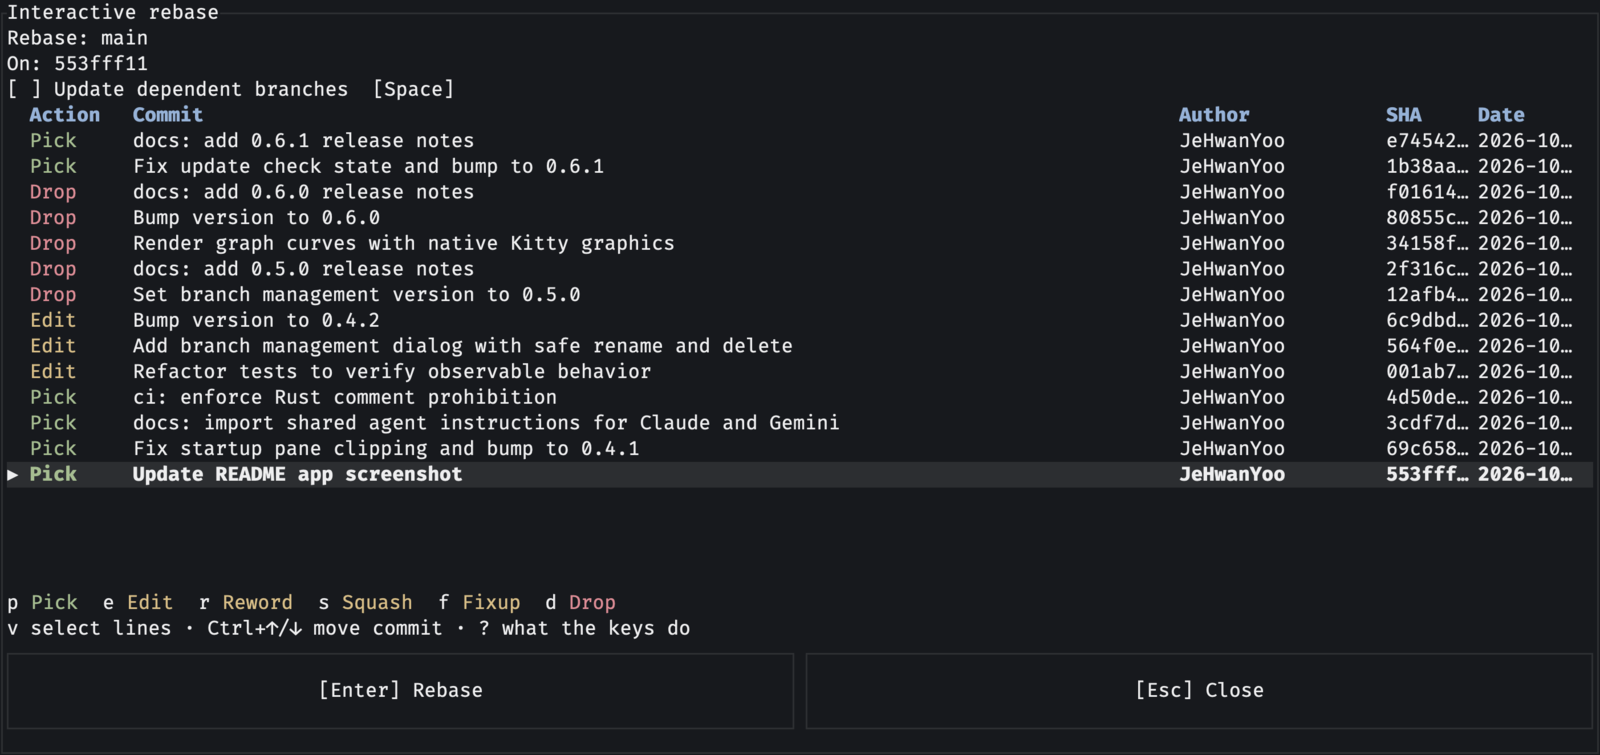 Interactive rebase
Rebase: main
On: 553fff11
[ ] Update dependent branches  [Space]
Action Commit Author SHA Date
Pick docs: add 0.6.1 release notes JeHwanYoo e74542… 2026-10…
Pick Fix update check state and bump to 0.6.1 JeHwanYoo 1b38aa… 2026-10…
Drop docs: add 0.6.0 release notes JeHwanYoo f01614… 2026-10…
Drop Bump version to 0.6.0 JeHwanYoo 80855c… 2026-10…
Drop Render graph curves with native Kitty graphics JeHwanYoo 34158f… 2026-10…
Drop docs: add 0.5.0 release notes JeHwanYoo 2f316c… 2026-10…
Drop Set branch management version to 0.5.0 JeHwanYoo 12afb4… 2026-10…
Edit Bump version to 0.4.2 JeHwanYoo 6c9dbd… 2026-10…
Edit Add branch management dialog with safe rename and delete JeHwanYoo 564f0e… 2026-10…
Edit Refactor tests to verify observable behavior JeHwanYoo 001ab7… 2026-10…
Pick ci: enforce Rust comment prohibition JeHwanYoo 4d50de… 2026-10…
Pick docs: import shared agent instructions for Claude and Gemini JeHwanYoo 3cdf7d… 2026-10…
Pick Fix startup pane clipping and bump to 0.4.1 JeHwanYoo 69c658… 2026-10…
▶ Pick Update README app screenshot JeHwanYoo 553fff… 2026-10…
p Pick  e Edit  r Reword  s Squash  f Fixup  d Drop
v select lines · Ctrl+↑/↓ move commit · ? what the keys do
[Enter] Rebase
[Esc] Close